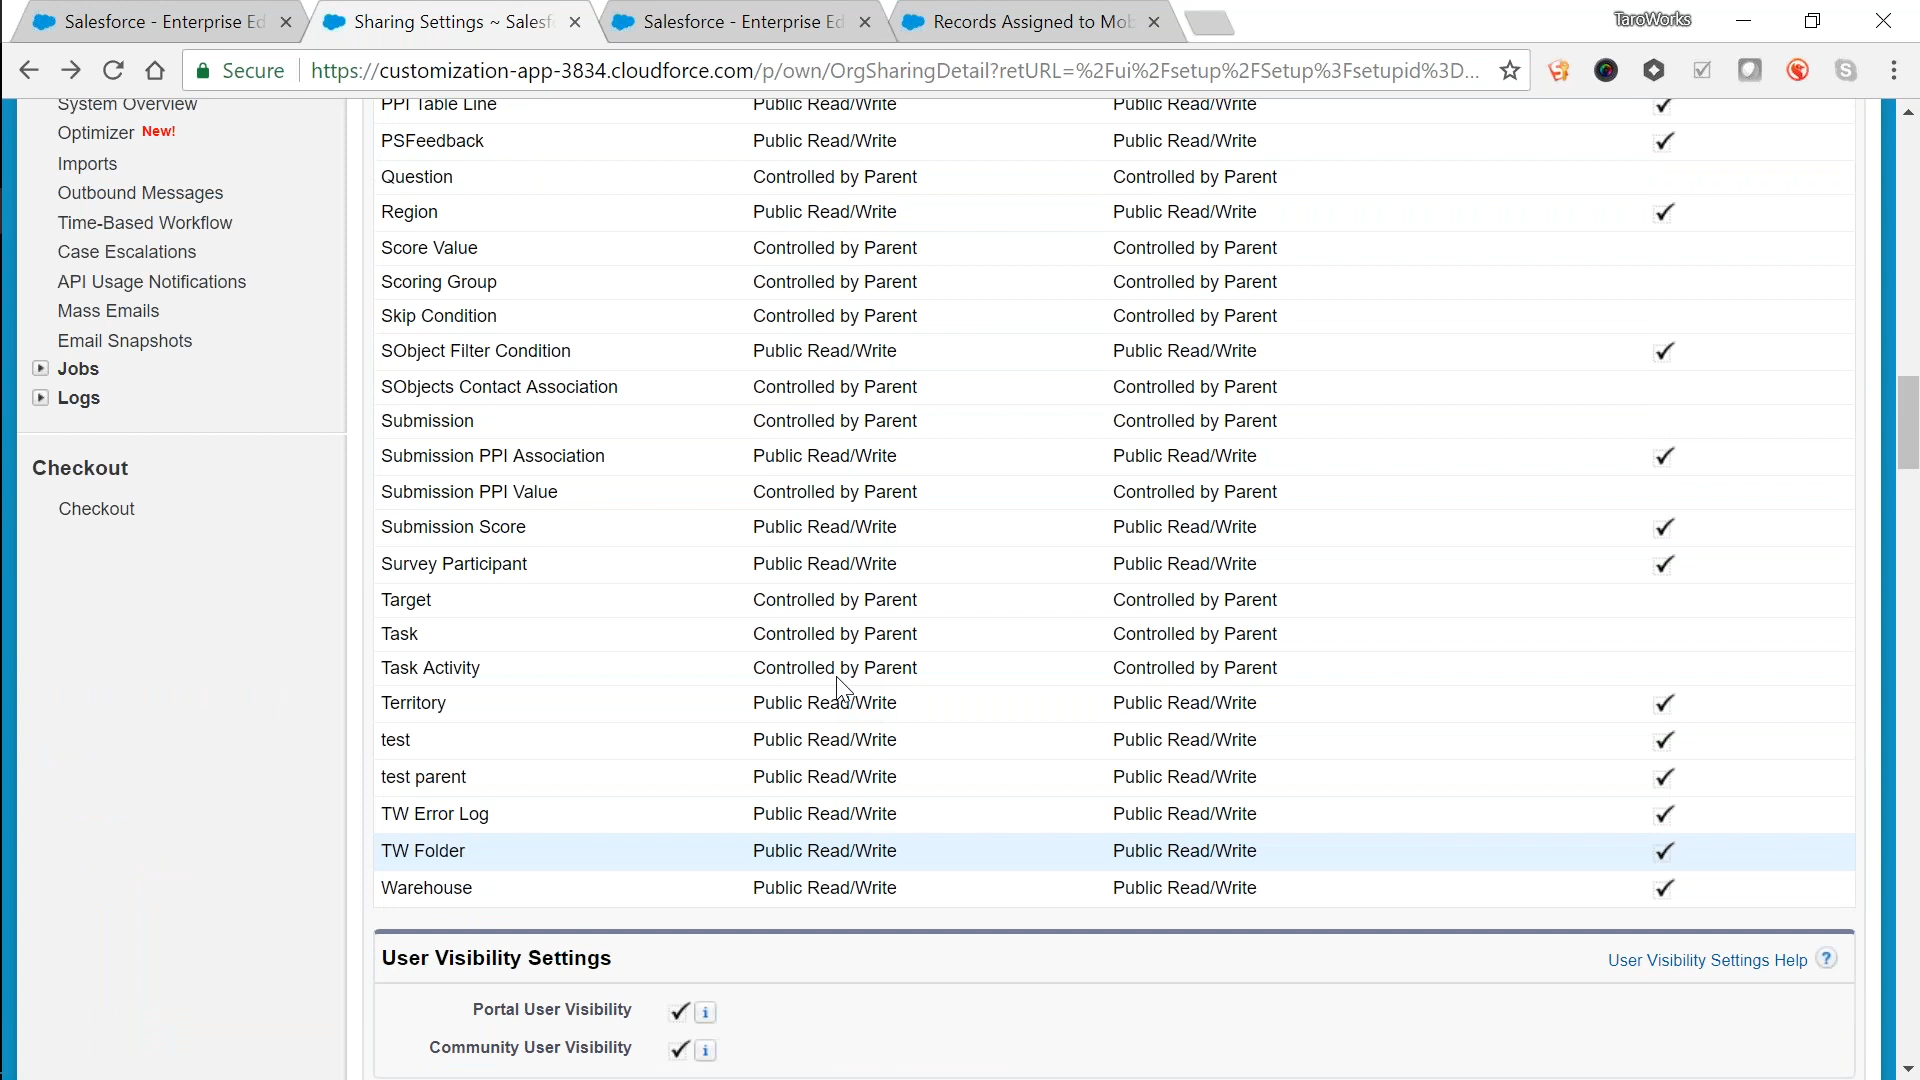 Salesforce - Enterprise Ed
Sharing Settings ~ Salesf
Salesforce - Enterprise Ed
Records Assigned to Mob
TaroWorks
Secure
https://customization-app-3834.cloudforce.com/p/own/OrgSharingDetail?retURL=%2Fui%2Fsetup%2FSetup%3Fsetupid%3D...
System Overview
Optimizer New!
Imports
Outbound Messages
Time-Based Workflow
Case Escalations
API Usage Notifications
Mass Emails
Email Snapshots
Jobs
Logs
Checkout
Checkout
PPI Table Line Public Read/Write Public Read/Write
PSFeedback Public Read/Write Public Read/Write
Question Controlled by Parent Controlled by Parent
Region Public Read/Write Public Read/Write
Score Value Controlled by Parent Controlled by Parent
Scoring Group Controlled by Parent Controlled by Parent
Skip Condition Controlled by Parent Controlled by Parent
SObject Filter Condition Public Read/Write Public Read/Write
SObjects Contact Association Controlled by Parent Controlled by Parent
Submission Controlled by Parent Controlled by Parent
Submission PPI Association Public Read/Write Public Read/Write
Submission PPI Value Controlled by Parent Controlled by Parent
Submission Score Public Read/Write Public Read/Write
Survey Participant Public Read/Write Public Read/Write
Target Controlled by Parent Controlled by Parent
Task Controlled by Parent Controlled by Parent
Task Activity Controlled by Parent Controlled by Parent
Territory Public Read/Write Public Read/Write
test Public Read/Write Public Read/Write
test parent Public Read/Write Public Read/Write
TW Error Log Public Read/Write Public Read/Write
TW Folder Public Read/Write Public Read/Write
Warehouse Public Read/Write Public Read/Write
User Visibility Settings
User Visibility Settings Help ?
Portal User Visibility i
Community User Visibility i